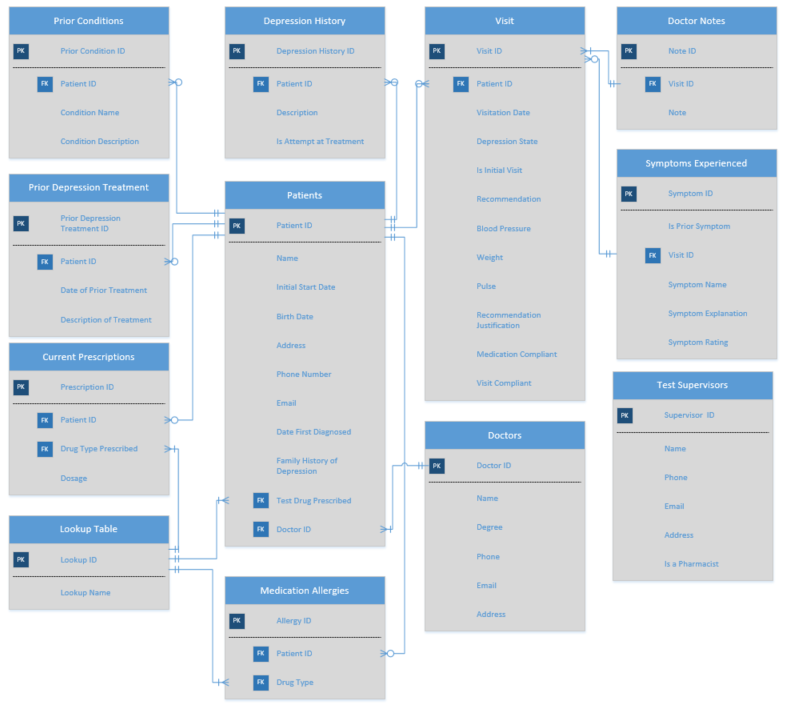 Prior Conditions
PK Prior Condition ID
FK Patient ID
Condition Name
Condition Description
Prior Depression Treatment
PK Prior Depression
Treatment ID
FK Patient ID
Date of Prior Treatment
Description of Treatment
Current Prescriptions
PK Prescription ID
FK Patient ID
FK Drug Type Prescribed
Dosage
Lookup Table
PK Lookup ID
Lookup Name
Depression History
PK Depression History ID
FK Patient ID
Description
Is Attempt at Treatment
Patients
PK Patient ID
Name
Initial Start Date
Birth Date
Address
Phone Number
Email
Date First Diagnosed
Family History of
Depression
FK Test Drug Prescribed
FK Doctor ID
Medication Allergies
PK Allergy ID
FK Patient ID
FK Drug Type
Visit
PK Visit ID
FK Patient ID
Visitation Date
Depression State
Is Initial Visit
Recommendation
Blood Pressure
Weight
Pulse
Recommendation
Justification
Medication Compliant
Visit Compliant
Doctors
PK Doctor ID
Name
Degree
Phone
Email
Address
Doctor Notes
PK Note ID
FK Visit ID
Note
Symptoms Experienced
PK Symptom ID
Is Prior Symptom
FK Visit ID
Symptom Name
Symptom Explanation
Symptom Rating
Test Supervisors
PK Supervisor ID
Name
Phone
Email
Address
Is a Pharmacist